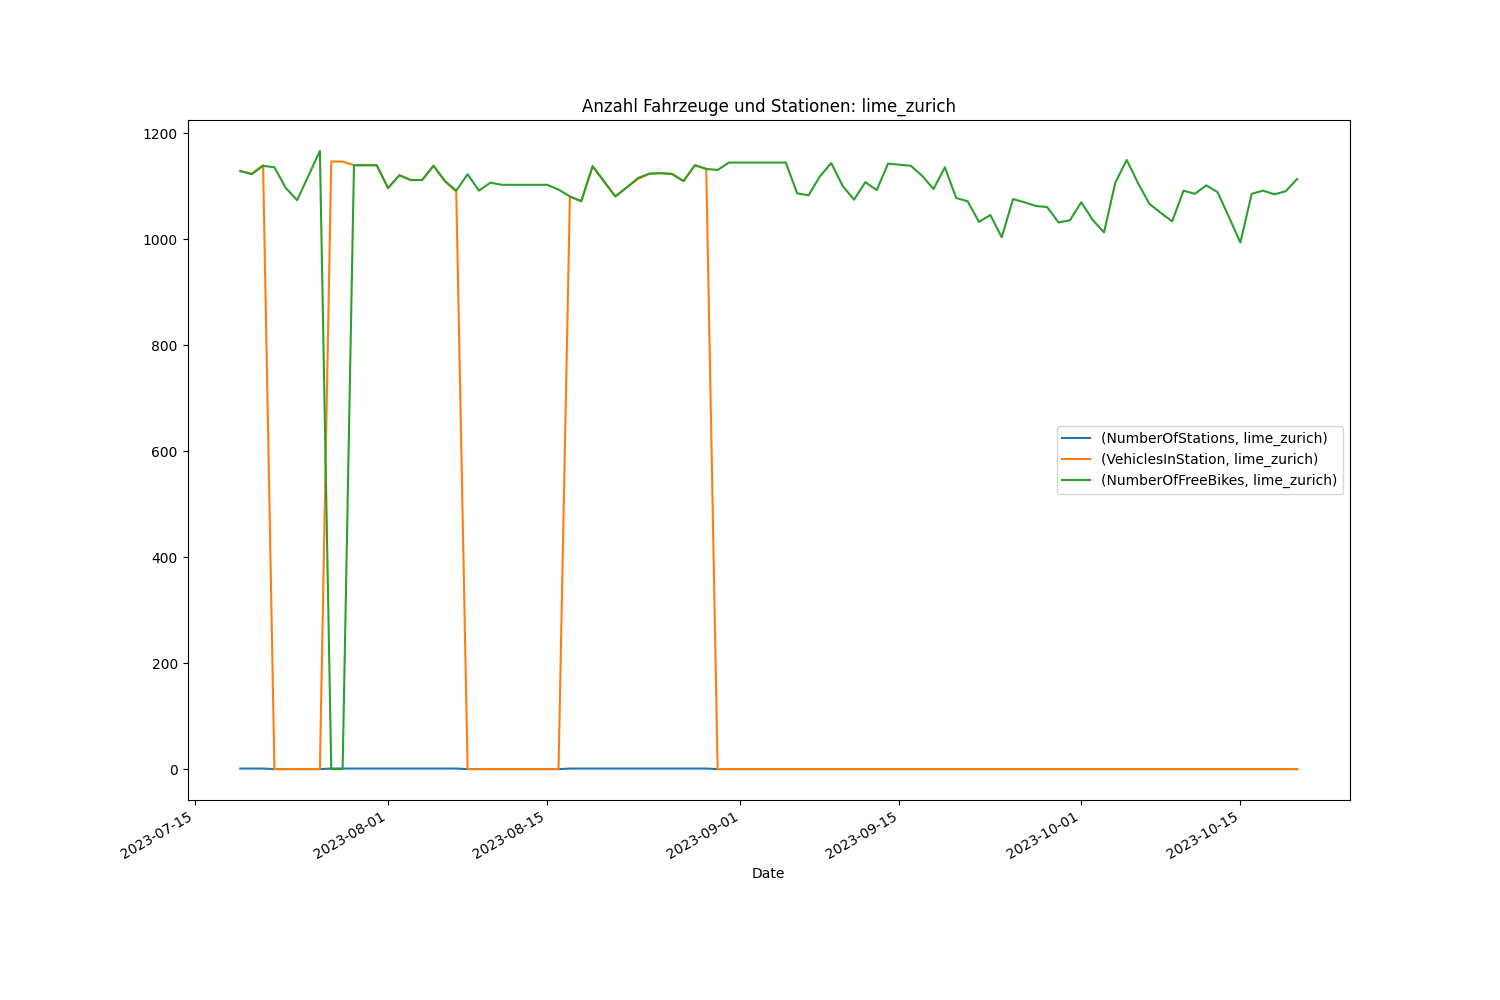 Anzahl Fahrzeuge und Stationen: lime_zurich
1200
1000
800
600
400
200
0
(NumberOfStations, lime_zurich)
(VehiclesInStation, lime_zurich)
(NumberOfFreeBikes, lime_zurich)
2023-07-15
2023-08-01
2023-08-15
2023-09-01
2023-09-15
2023-10-01
2023-10-15
Date